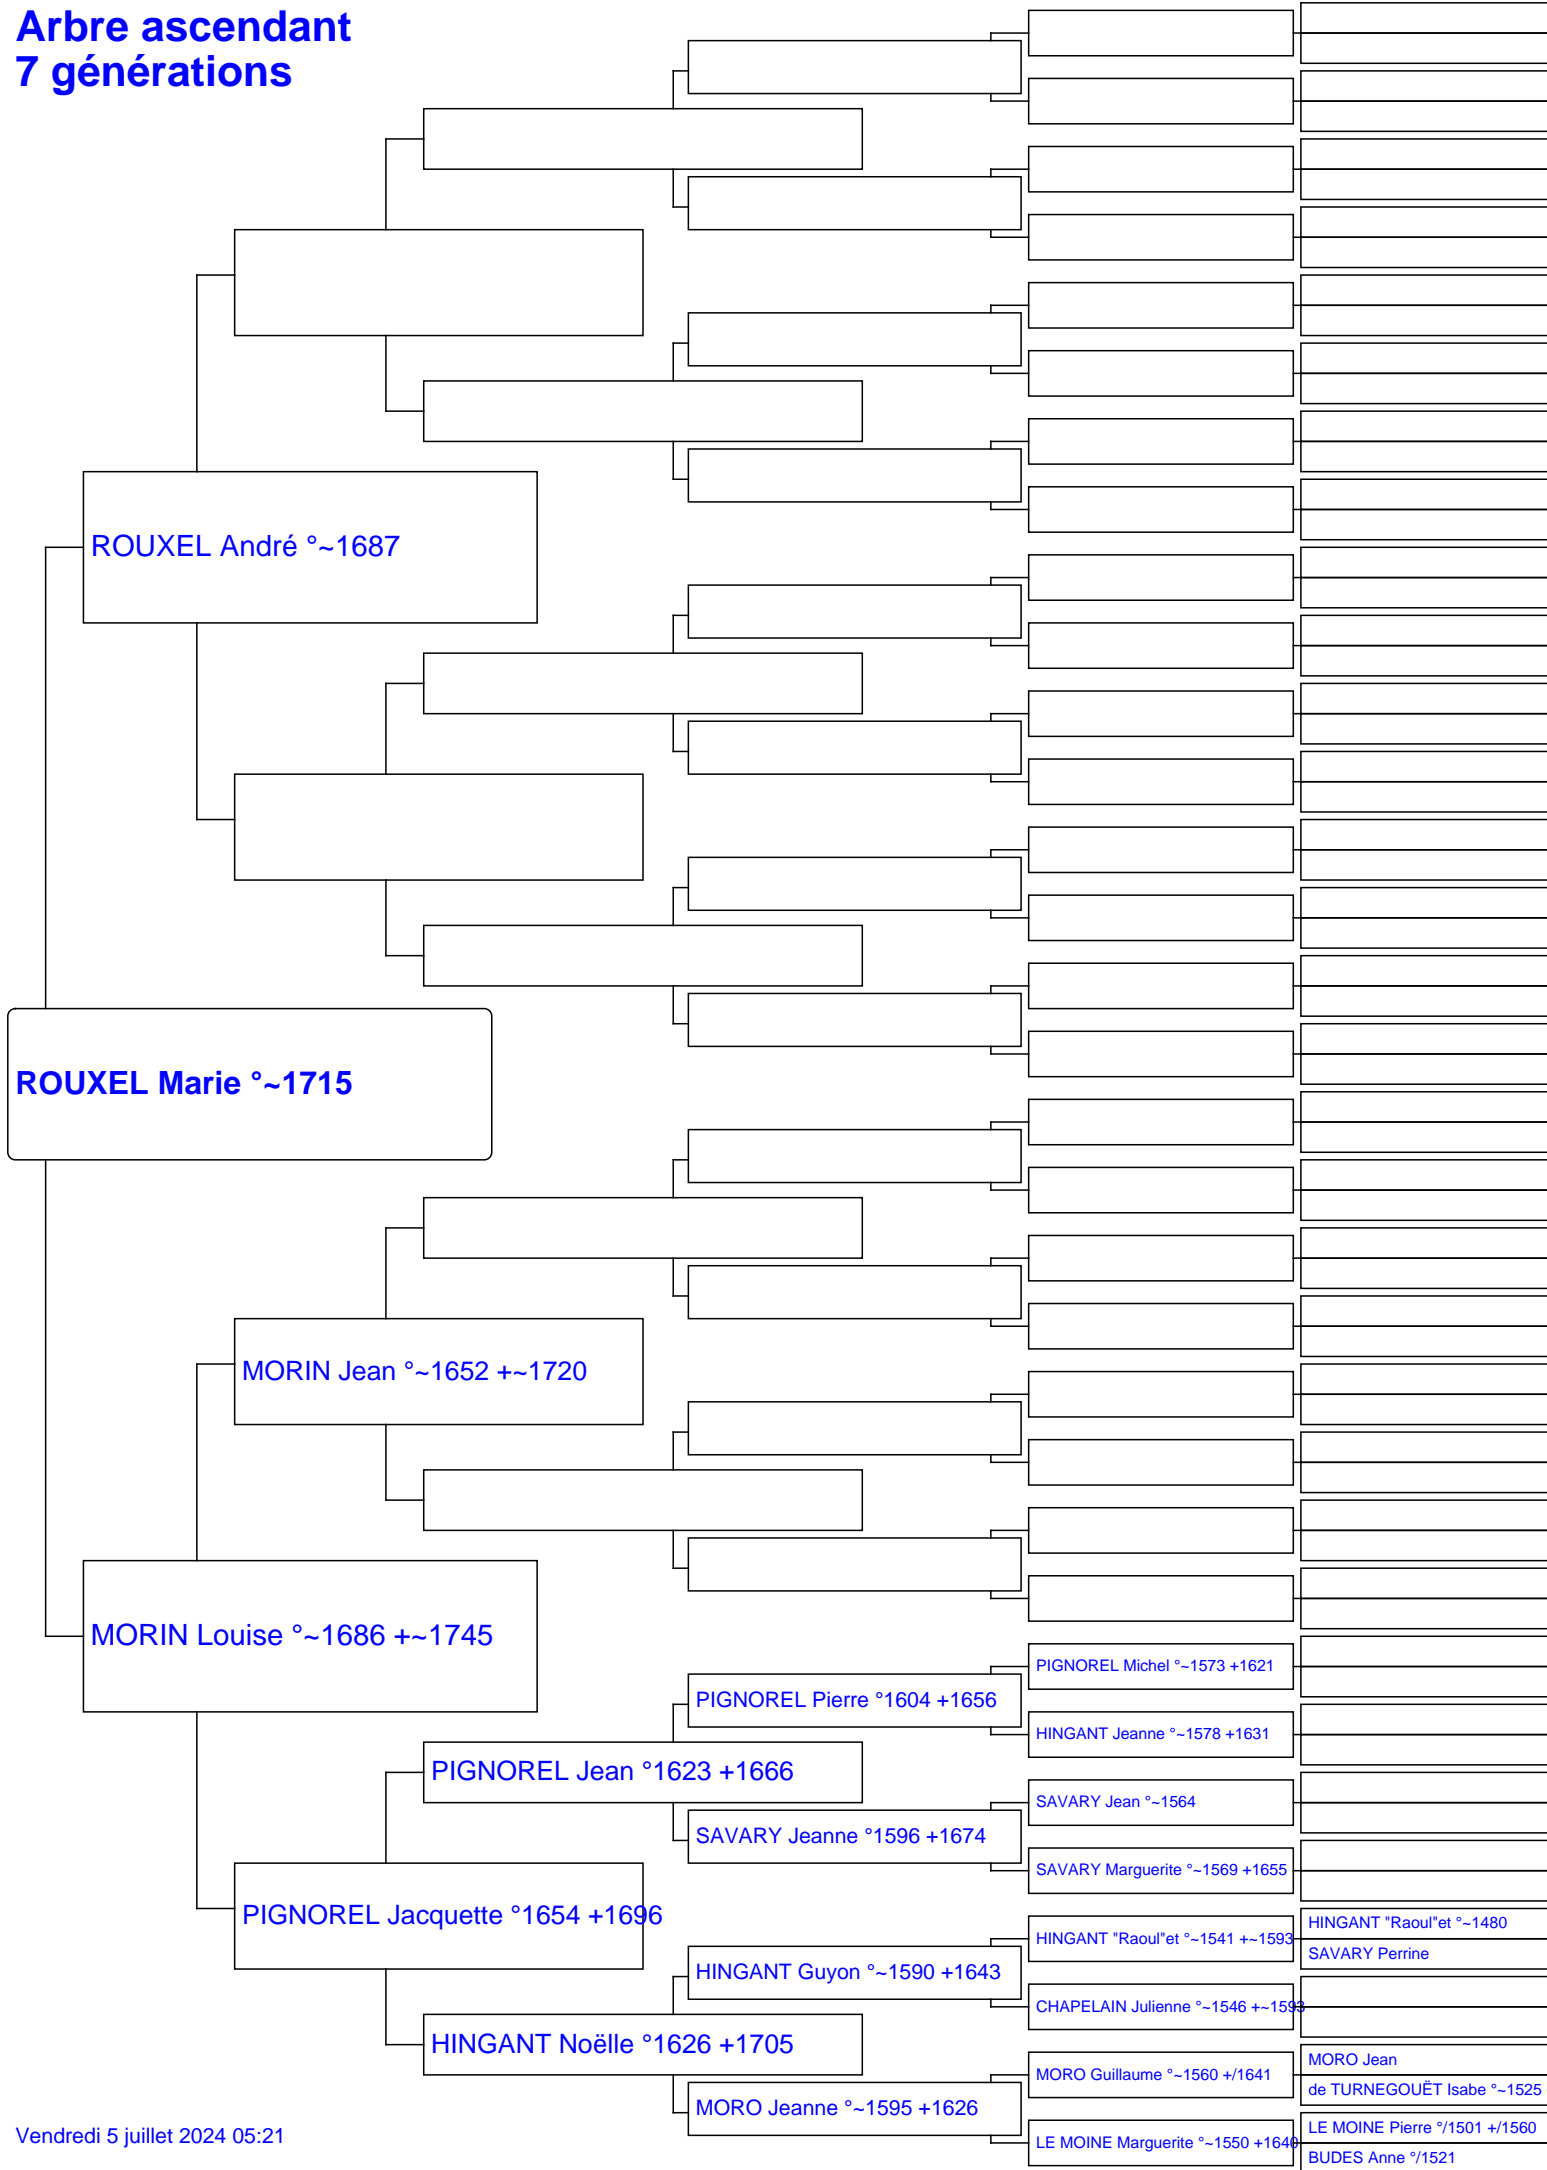 Arbre ascendant
7 générations
ROUXEL André °~1687
ROUXEL Marie °~1715
MORIN Jean °~1652 +~1720
MORIN Louise °~1686 +~1745
PIGNOREL Michel °~1573 +1621
PIGNOREL Pierre °1604 +1656
HINGANT Jeanne °~1578 +1631
PIGNOREL Jean °1623 +1666
SAVARY Jean °~1564
SAVARY Jeanne °1596 +1674
SAVARY Marguerite °~1569 +1655
PIGNOREL Jacquette °1654 +1696
HINGANT "Raoul"et °~1480
HINGANT "Raoul"et °~1541 +~1593
SAVARY Perrine
HINGANT Guyon °~1590 +1643
CHAPELAIN Julienne °~1546 +~1593
HINGANT Noëlle °1626 +1705
MORO Jean
MORO Guillaume °~1560 +/1641
de TURNEGOUËT Isabe °~1525
MORO Jeanne °~1595 +1626
LE MOINE Pierre °/1501 +/1560
LE MOINE Marguerite °~1550 +1640
BUDES Anne °/1521
Vendredi 5 juillet 2024 05:21